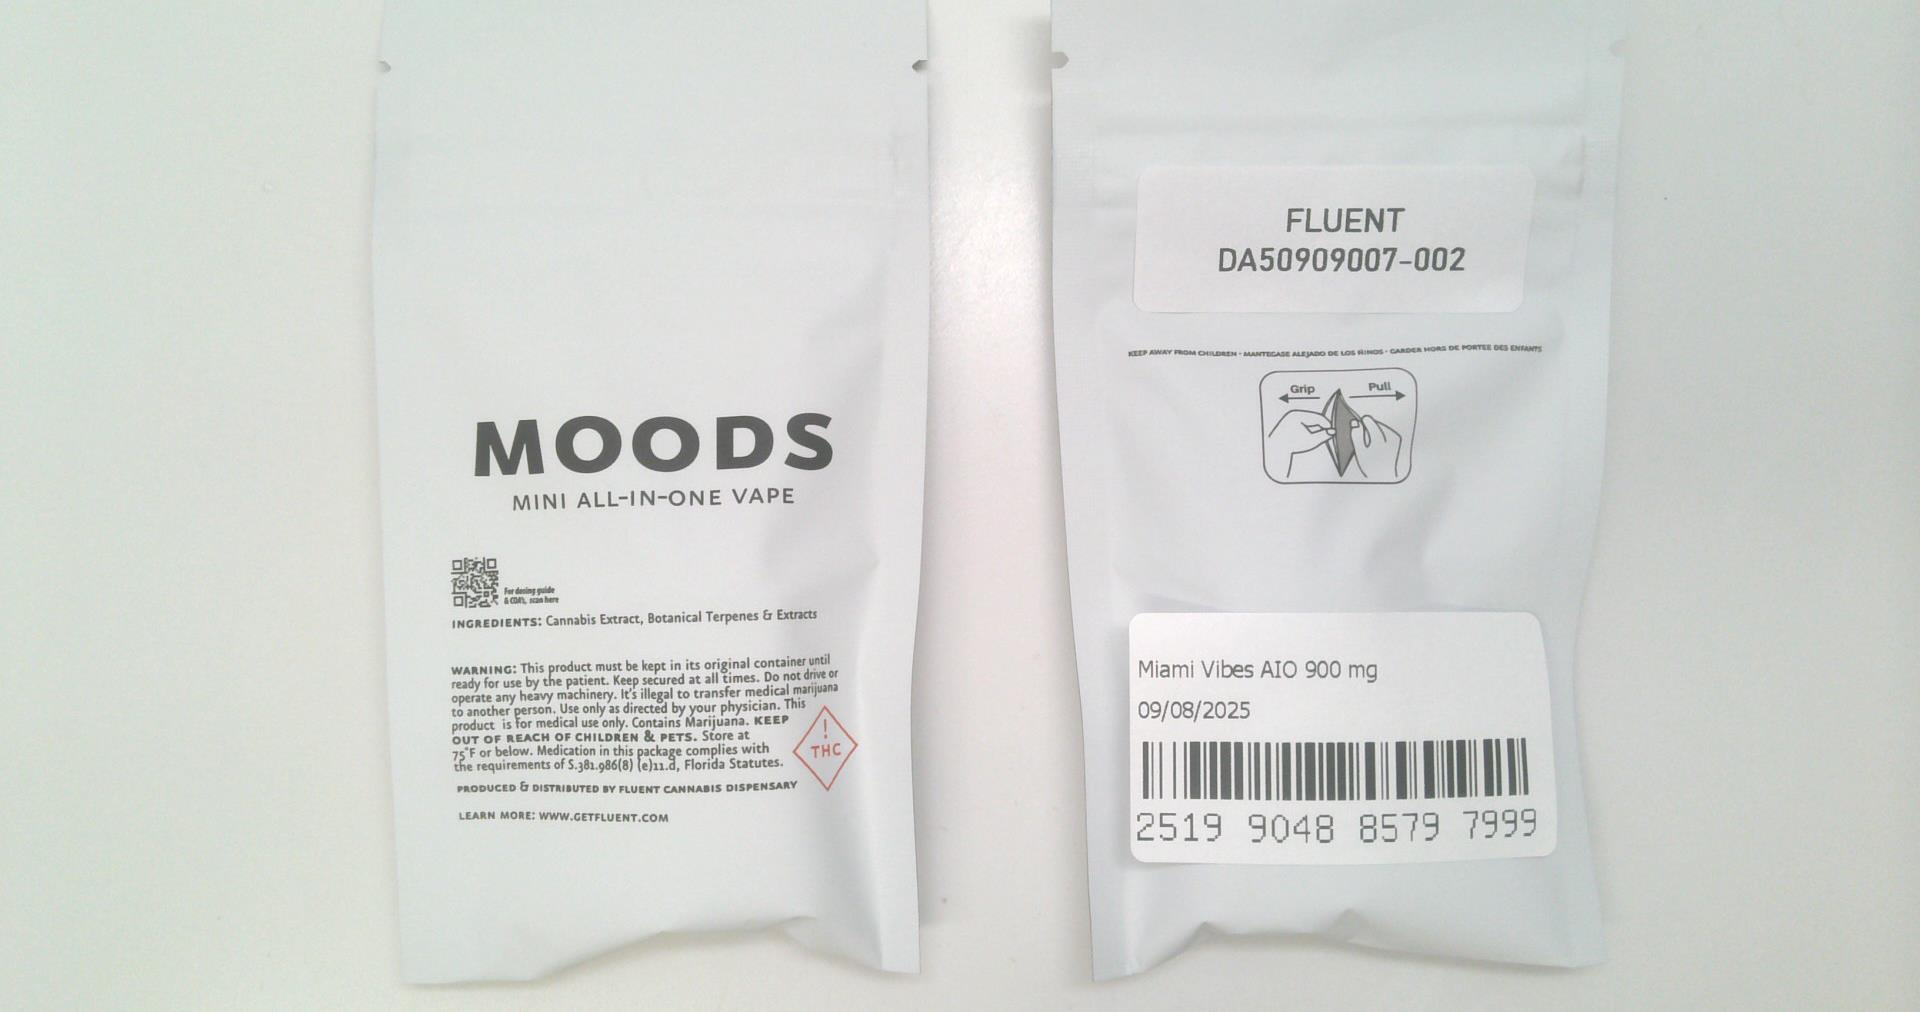 MOODS
MINI ALL-IN-ONE VAPE
For dosing guide
& COA's, scan here
INGREDIENTS: Cannabis Extract, Botanical Terpenes & Extracts
WARNING: This product must be kept in its original container until
ready for use by the patient. Keep secured at all times. Do not drive or
operate any heavy machinery. It's illegal to transfer medical marijuana
to another person. Use only as directed by your physician. This
product is for medical use only. Contains Marijuana. KEEP
OUT OF REACH OF CHILDREN & PETS. Store at
75°F or below. Medication in this package complies with
the requirements of S.381.986(8) (e)11.d, Florida Statutes.
!
THC
PRODUCED & DISTRIBUTED BY FLUENT CANNABIS DISPENSARY
LEARN MORE: WWW.GETFLUENT.COM
FLUENT
DA50909007-002
KEEP AWAY FROM CHILDREN • MANTEGASE ALEJADO DE LOS NINOS • GARDER HORS DE PORTEE DES ENFANTS
Grip Pull
Miami Vibes AIO 900 mg
09/08/2025
2519 9048 8579 7999